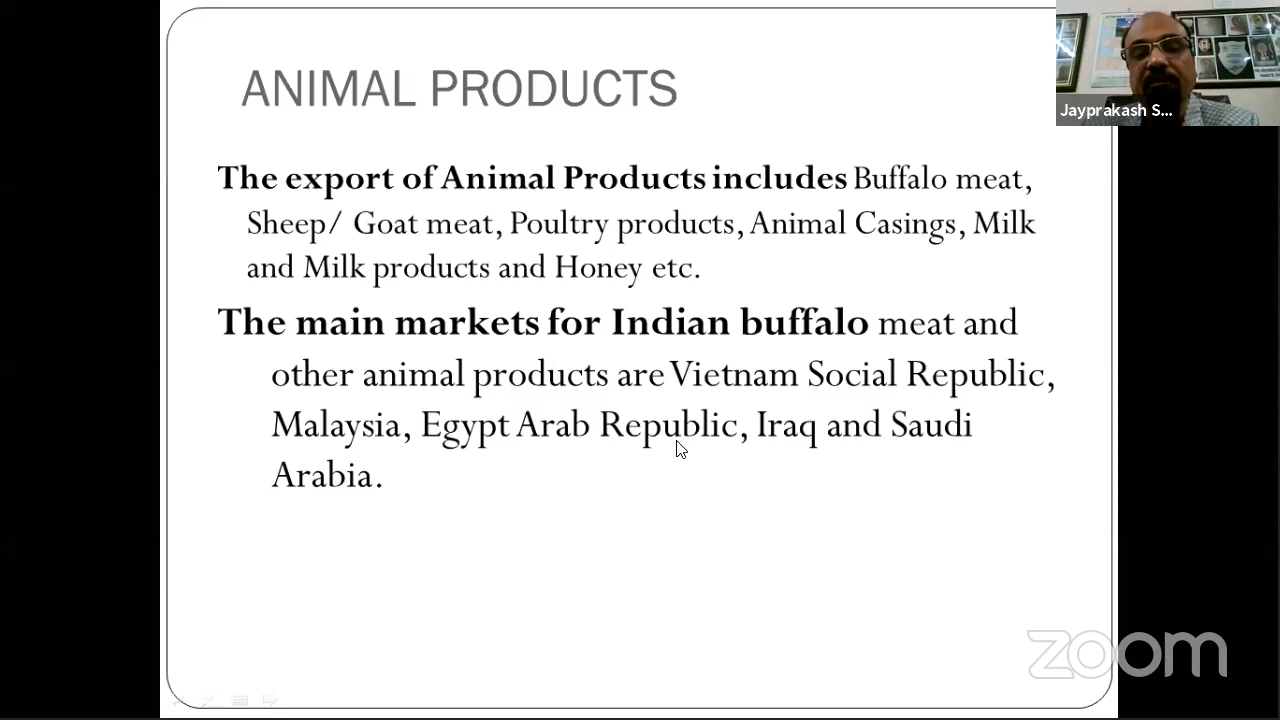 ANIMAL PRODUCTS
Jayprakash S...
The export of Animal Products includes Buffalo meat,
Sheep/ Goat meat, Poultry products, Animal Casings, Milk
and Milk products and Honey etc.
The main markets for Indian buffalo meat and
other animal products are Vietnam Social Republic,
Malaysia, Egypt Arab Republic, Iraq and Saudi
Arabia.
zoom